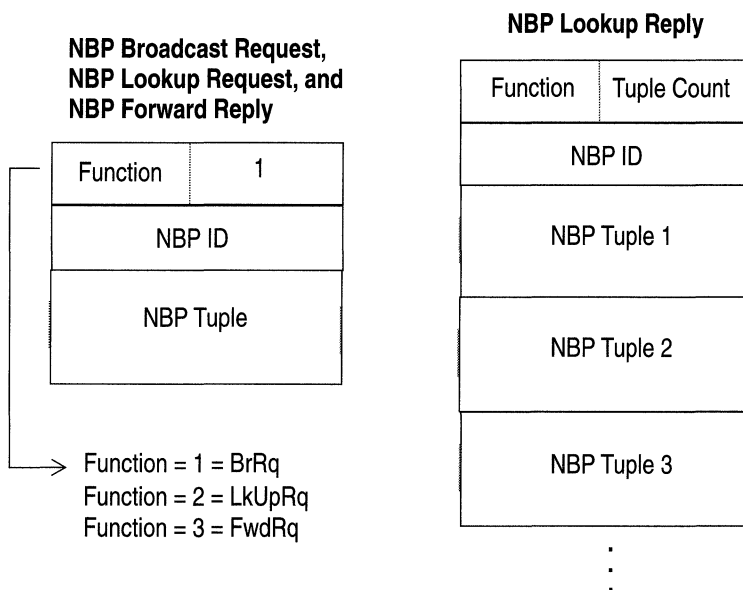 NBP Broadcast Request,
NBP Lookup Request, and
NBP Forward Reply
Function 1
NBP ID
NBP Tuple
Function = 1 = BrRq
Function = 2 = LkUpRq
Function = 3 = FwdRq
NBP Lookup Reply
Function Tuple Count
NBP ID
NBP Tuple 1
NBP Tuple 2
NBP Tuple 3
.
.
.